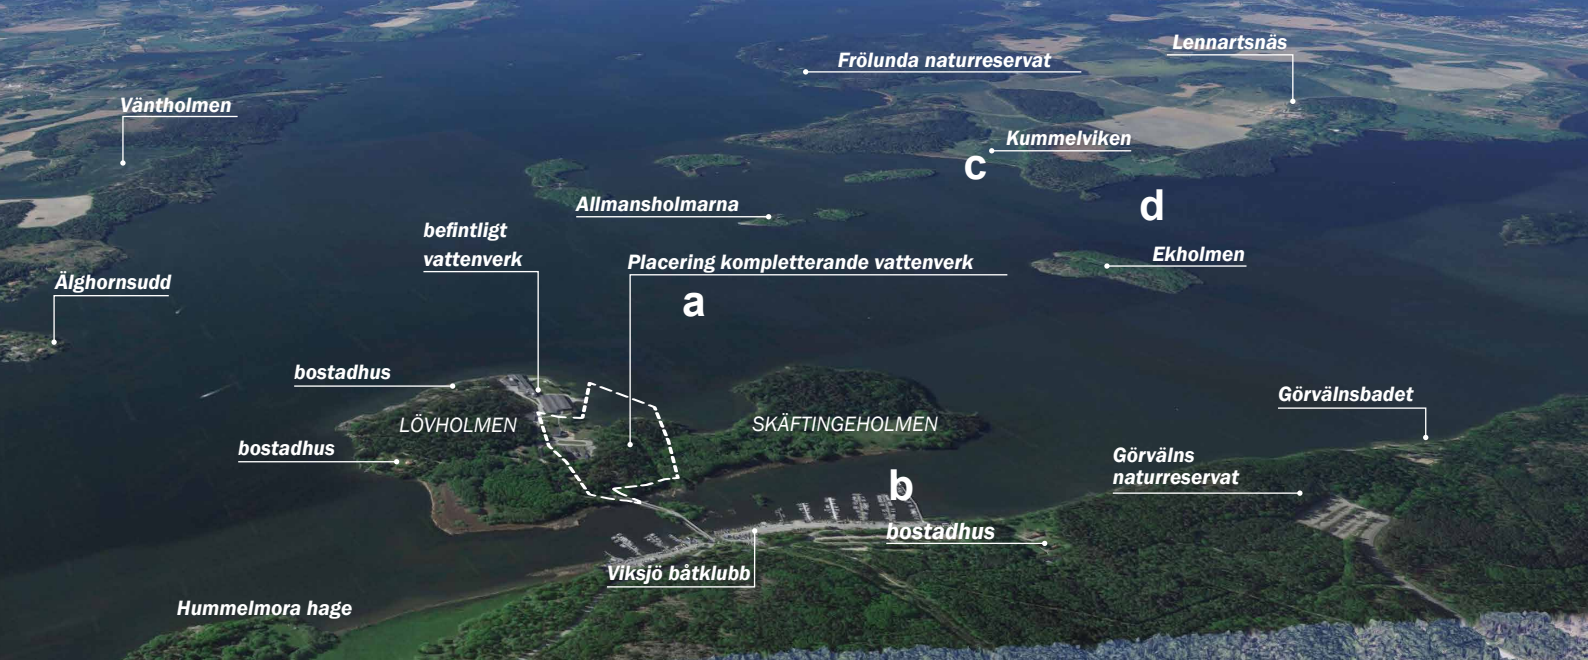 Lennartsnäs
Frölunda naturreservat
Väntholmen
Kummelviken
c
d
Allmansholmarna
befintligt
vattenverk
Ekholmen
Placering kompletterande vattenverk
Älghornsudd
a
bostadhus
Görvälnsbadet
LÖVHOLMEN
SKÄFTINGEHOLMEN
bostadhus
Görvälns
naturreservat
b
bostadhus
Viksjö båtklubb
Hummelmora hage